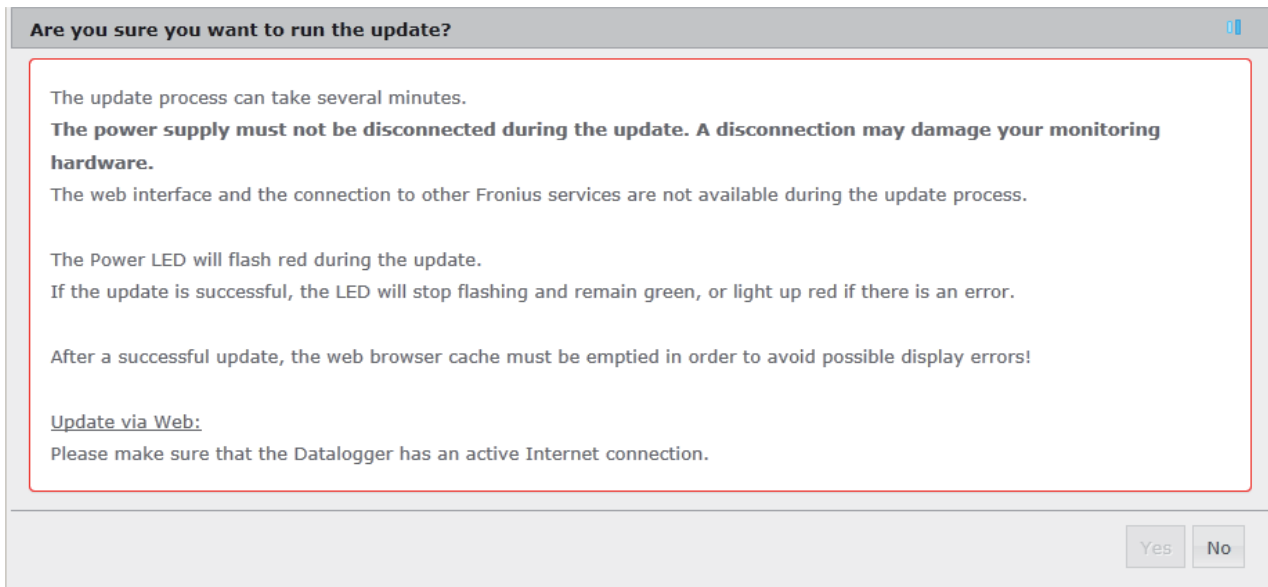 Are you sure you want to run the update?
The update process can take several minutes.
The power supply must not be disconnected during the update. A disconnection may damage your monitoring
hardware.
The web interface and the connection to other Fronius services are not available during the update process.
The Power LED will flash red during the update.
If the update is successful, the LED will stop flashing and remain green, or light up red if there is an error.
After a successful update, the web browser cache must be emptied in order to avoid possible display errors!
Update via Web:
Please make sure that the Datalogger has an active Internet connection.
Yes No